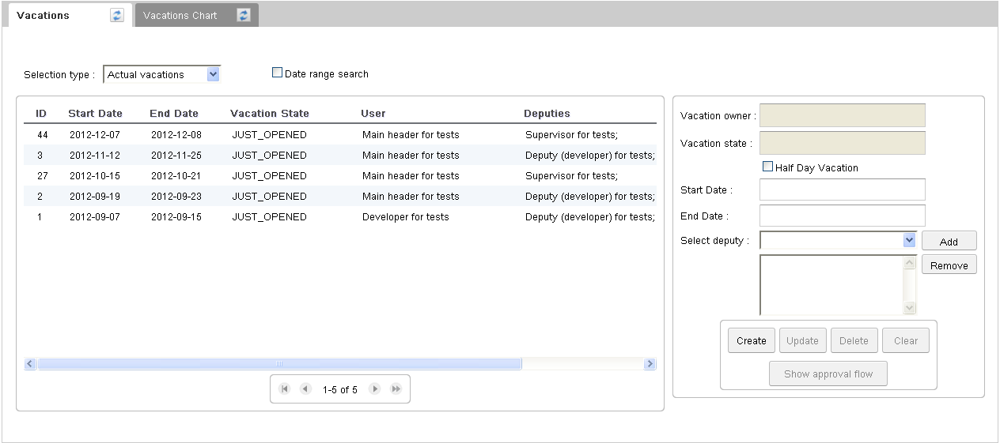 Vacations Vacations Chart
Selection type : Actual vacations Date range search
ID Start Date End Date Vacation State User Deputies
44 2012-12-07 2012-12-08 JUST_OPENED Main header for tests Supervisor for tests;
3 2012-11-12 2012-11-25 JUST_OPENED Main header for tests Deputy (developer) for tests;
27 2012-10-15 2012-10-21 JUST_OPENED Main header for tests Supervisor for tests;
2 2012-09-19 2012-09-23 JUST_OPENED Main header for tests Deputy (developer) for tests;
1 2012-09-07 2012-09-15 JUST_OPENED Developer for tests Deputy (developer) for tests;
1-5 of 5
Vacation owner :
Vacation state :
Half Day Vacation
Start Date :
End Date :
Select deputy : Add
Remove
Create Update Delete Clear
Show approval flow